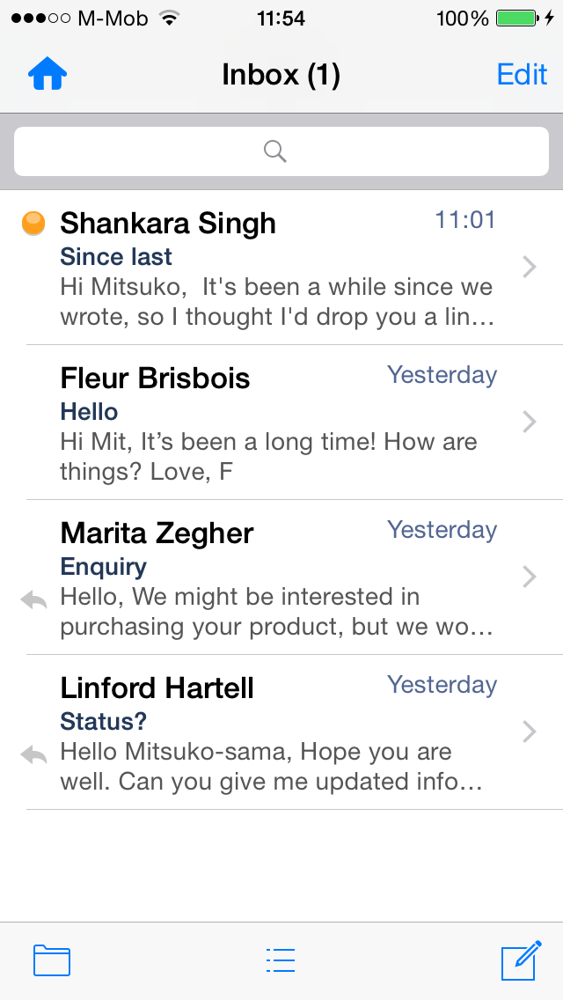 M-Mob 11:54 100%
Inbox (1) Edit
Shankara Singh 11:01
Since last
Hi Mitsuko,  It's been a while since we
wrote, so I thought I'd drop you a lin…
Fleur Brisbois Yesterday
Hello
Hi Mit, It’s been a long time! How are
things? Love, F
Marita Zegher Yesterday
Enquiry
Hello, We might be interested in
purchasing your product, but we wo…
Linford Hartell Yesterday
Status?
Hello Mitsuko-sama, Hope you are
well. Can you give me updated info…